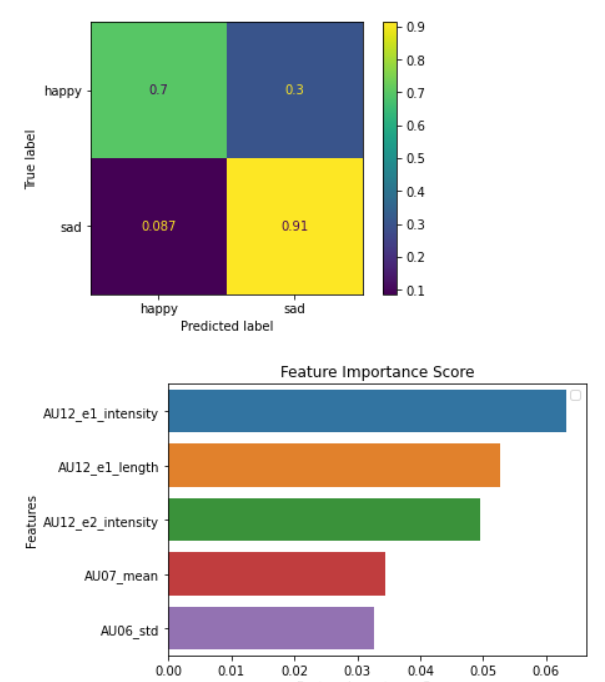 0.9
0.8
0.7
0.6
0.5
0.4
0.3
0.2
0.1
True label
happy
0.7
0.3
sad
0.087
0.91
happy
sad
Predicted label
Feature Importance Score
Features
AU12_e1_intensity
AU12_e1_length
AU12_e2_intensity
AU07_mean
AU06_std
0.00 0.01 0.02 0.03 0.04 0.05 0.06